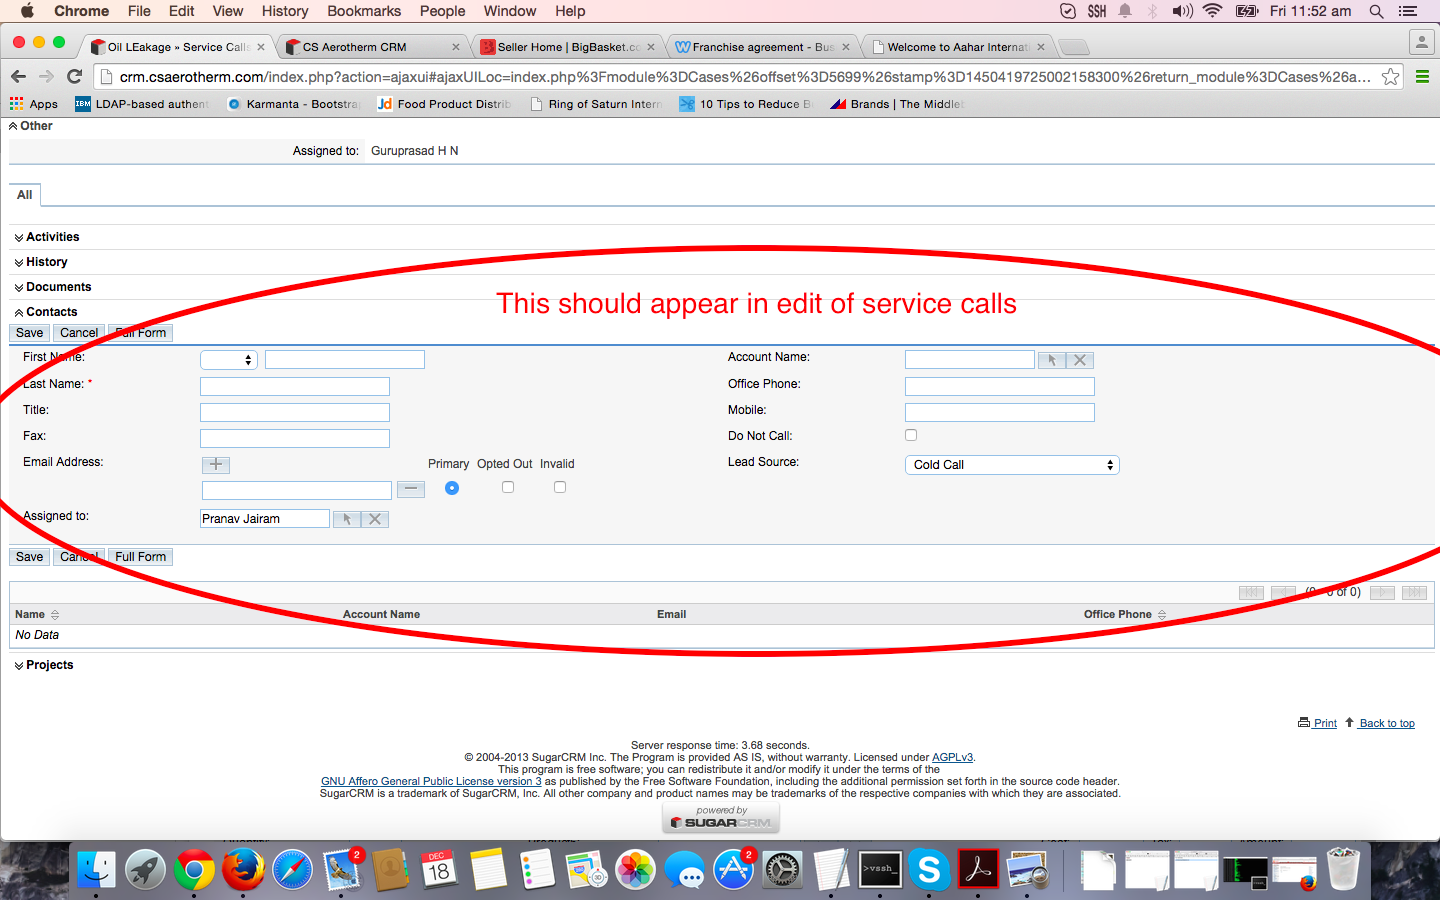 Chrome File Edit View History Bookmarks People Window Help SSH Fri 11:52 am
Oil LEakage » Service Calls CS Aerotherm CRM Seller Home | BigBasket.co Franchise agreement - Bus Welcome to Aahar Internati
crm.csaerotherm.com/index.php?action=ajaxui#ajaxUILoc=index.php%3Fmodule%3DCases%26offset%3D5699%26stamp%3D1450419725002158300%26return_module%3DCases%26a...
Apps IBM LDAP-based authent Karmanta - Bootstra Jd Food Product Distrib Ring of Saturn Intern 10 Tips to Reduce B Brands | The Middleb
Other
Assigned to: Guruprasad H N
All
Activities
History
Documents
This should appear in edit of service calls
Contacts
Save Cancel Full Form
First Name: Account Name:
Last Name: * Office Phone:
Title: Mobile:
Fax: Do Not Call:
Email Address: Primary Opted Out Invalid Lead Source: Cold Call
Assigned to: Pranav Jairam
Save Cancel Full Form
(0 - 0 of 0)
Name Account Name Email Office Phone
No Data
Projects
Print Back to top
Server response time: 3.68 seconds.
© 2004-2013 SugarCRM Inc. The Program is provided AS IS, without warranty. Licensed under AGPLv3.
This program is free software; you can redistribute it and/or modify it under the terms of the
GNU Affero General Public License version 3 as published by the Free Software Foundation, including the additional permission set forth in the source code header.
SugarCRM is a trademark of SugarCRM, Inc. All other company and product names may be trademarks of the respective companies with which they are associated.
powered by
SUGARCRM
2 DEC 18 2 >vssh_